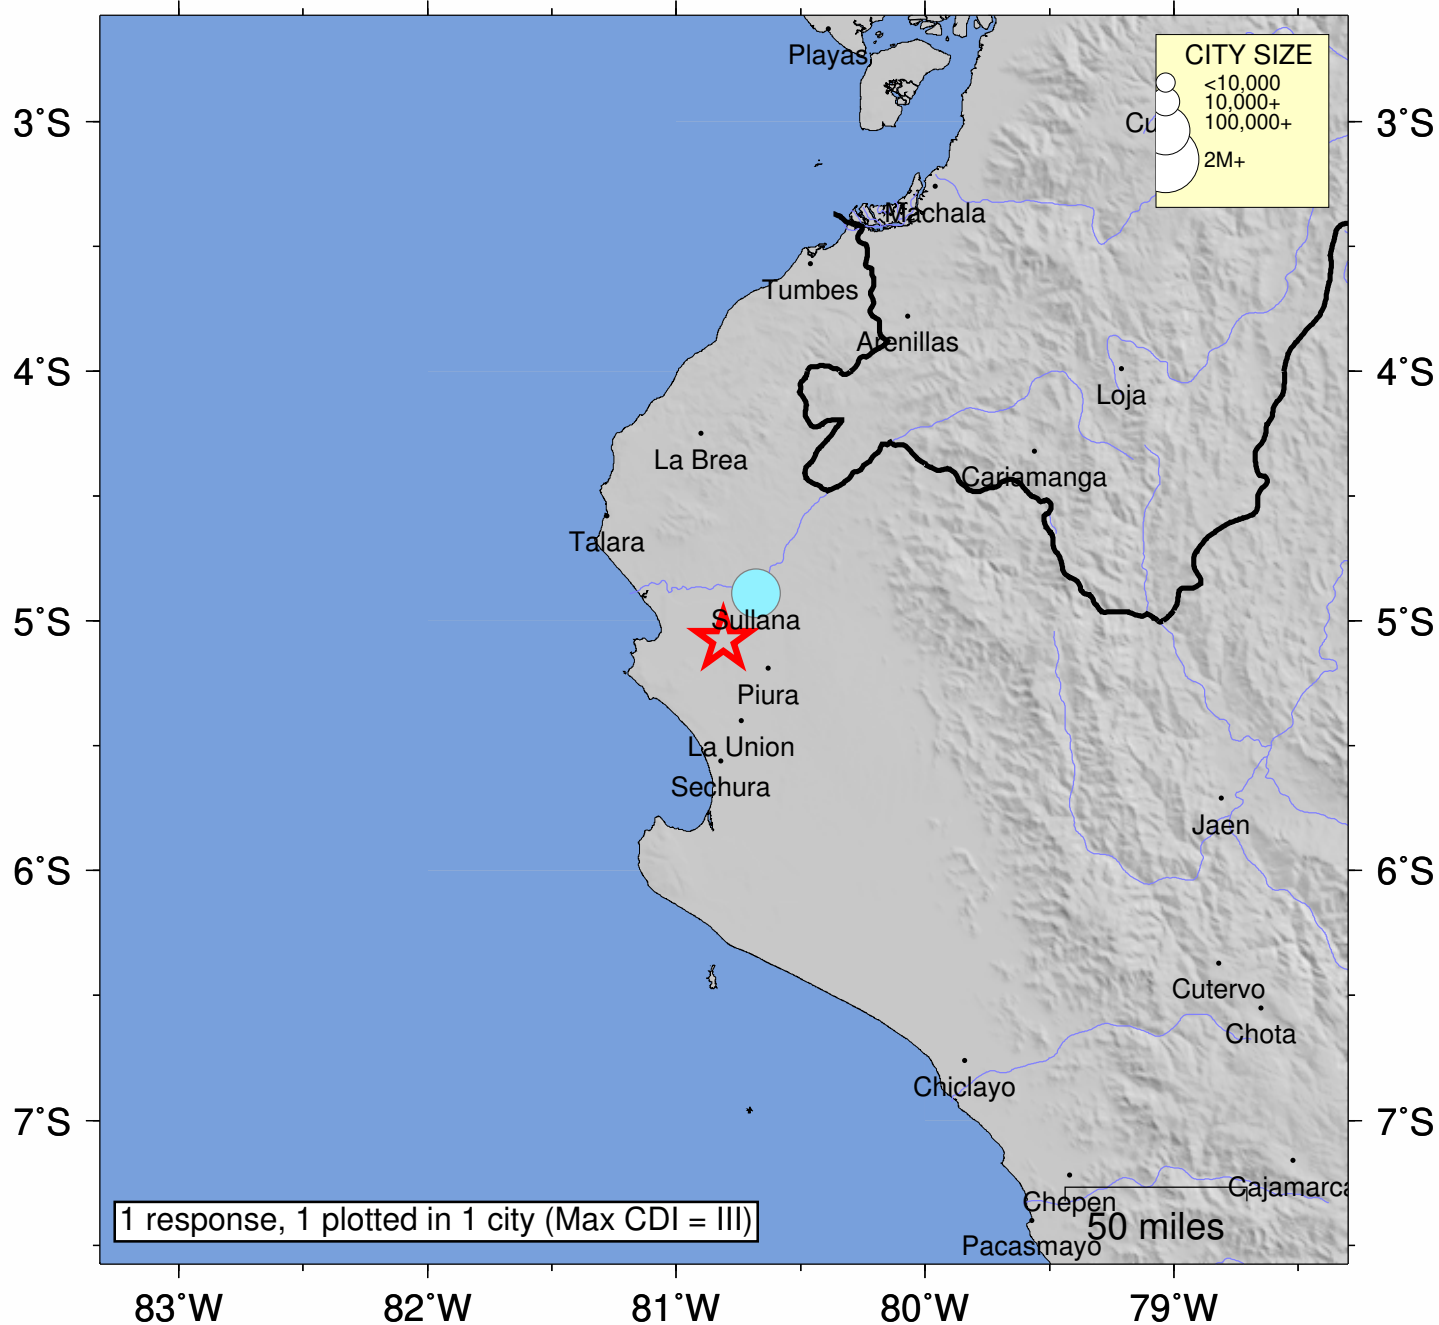 Playas
CITY SIZE
<10,000
10,000+
100,000+
2M+
3°S
Cu
3°S
Machala
Tumbes
Arenillas
4°S
4°S
Loja
La Brea
Cariamanga
Talara
5°S
Sullana
5°S
Piura
La Union
Sechura
Jaen
6°S
6°S
Cutervo
Chota
Chiclayo
7°S
7°S
Cajamarca
Chepen
1 response, 1 plotted in 1 city (Max CDI = III)
50 miles
Pacasmayo
83°W
82°W
81°W
80°W
79°W